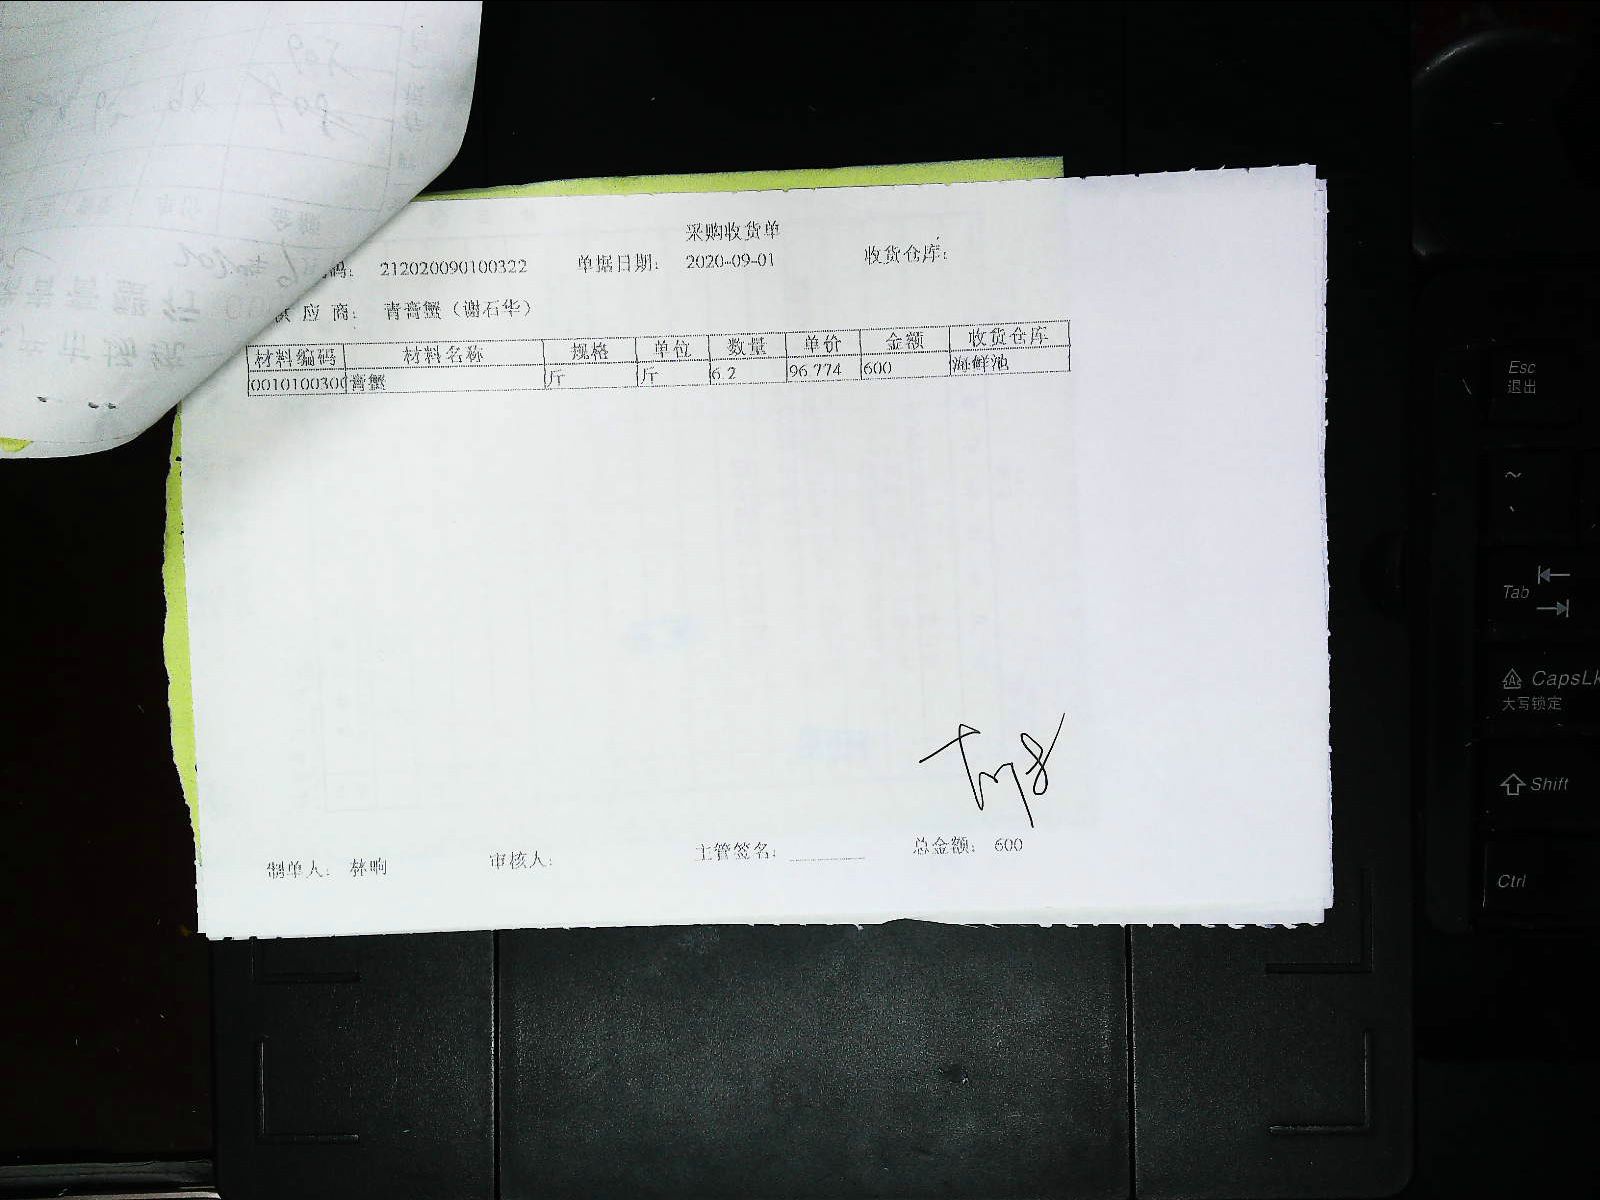 采购收货单
码: 212020090100322 单据日期: 2020-09-01 收货仓库:
供 应 商: 青膏蟹 (谢石华)
材料编码 材料名称 规格 单位 数量 单价 金额 收货仓库
0010100300 膏蟹 斤 斤 6.2 96.774 600 海鲜池
制单人: 林晌 审核人: 主管签名: 总金额: 600
Esc
退出
~
Tab
CapsLk
大写锁定
Shift
Ctrl